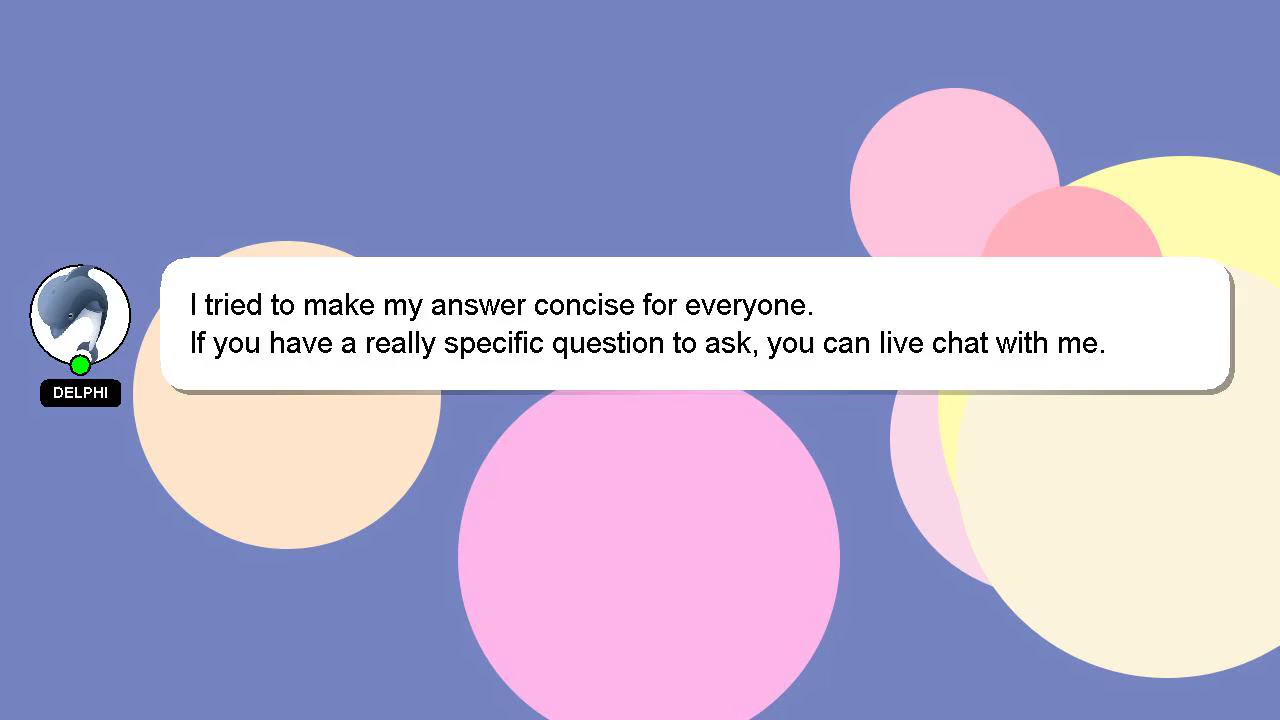 I tried to make my answer concise for everyone.
If you have a really specific question to ask, you can live chat with me.
DELPHI